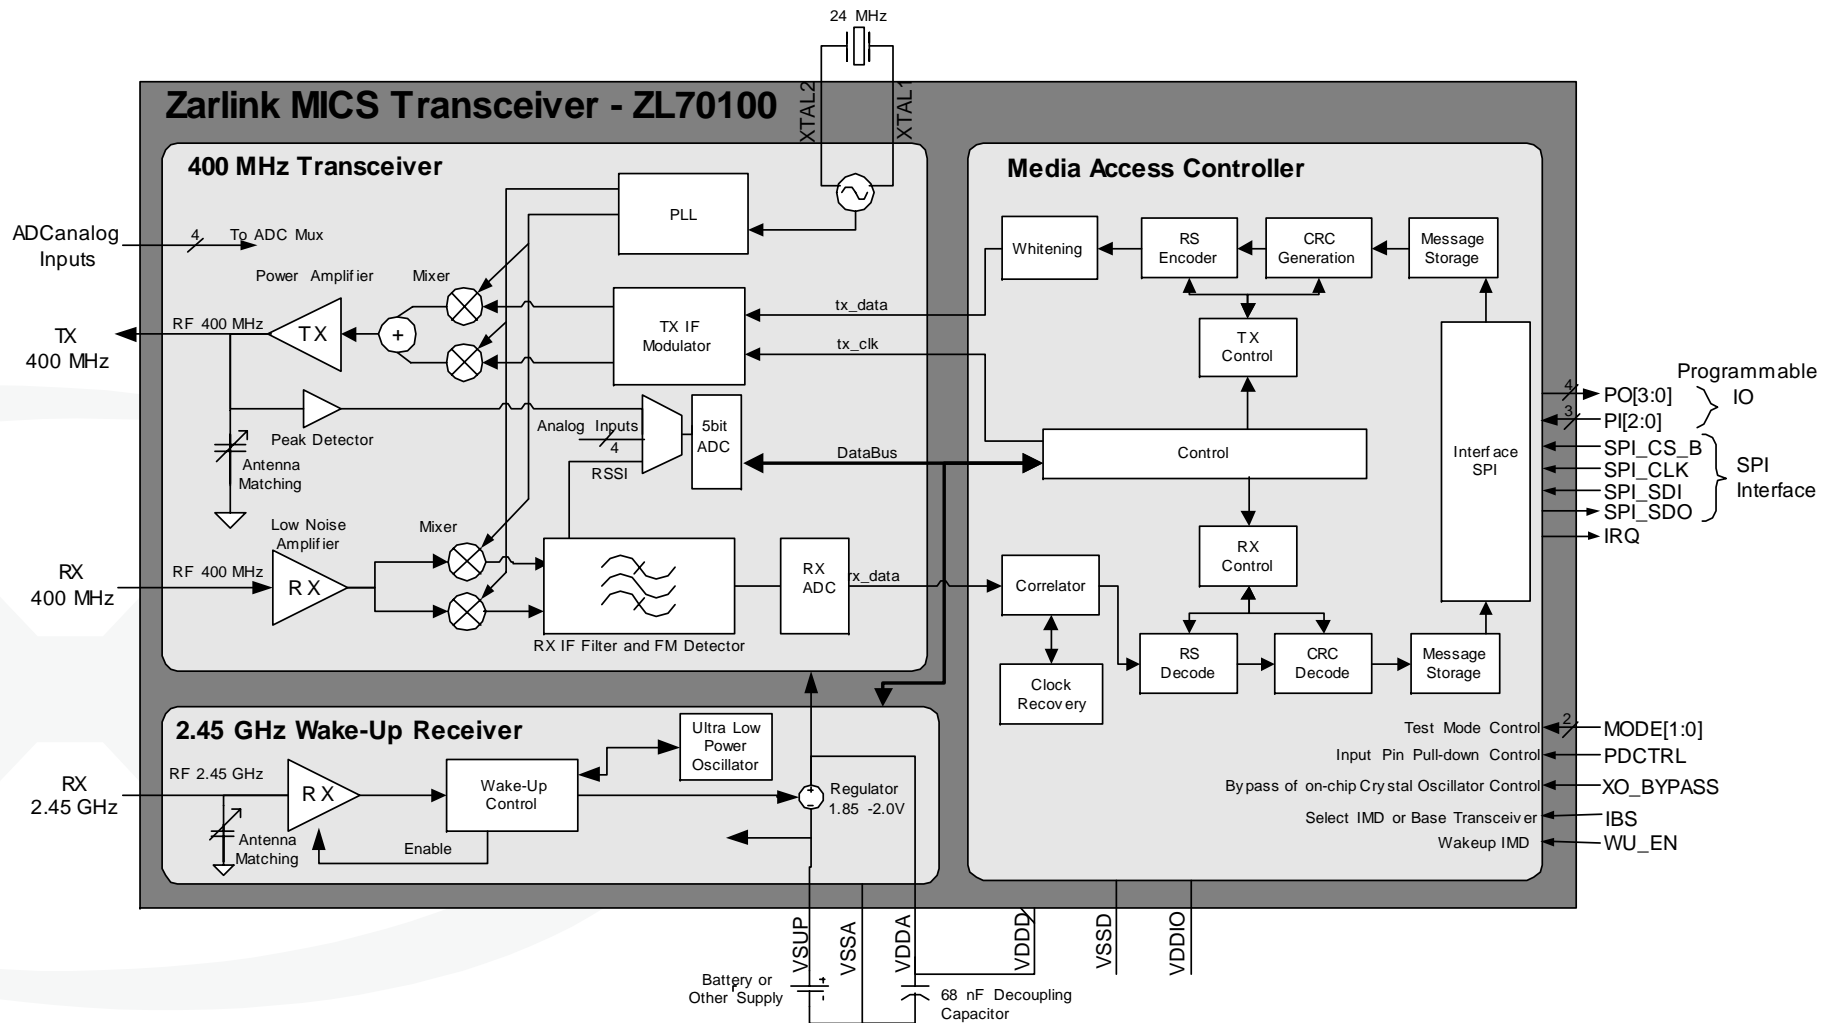 24 MHz
Zarlink MICS Transceiver - ZL70100
XTAL2
XTAL1
400 MHz Transceiver
Media Access Controller
PLL
ADCanalog
Inputs
4
To ADC Mux
Power Amplifier
Mixer
Whitening
RS
Encoder
CRC
Generation
Message
Storage
TX
400 MHz
RF 400 MHz
TX
+
TX IF
Modulator
tx_data
tx_clk
TX
Control
Peak Detector
Antenna
Matching
Analog Inputs
4
RSSI
5bit
ADC
DataBus
Control
Interface
SPI
4
PO[3:0]
3
PI[2:0]
Programmable
IO
SPI_CS_B
SPI_CLK
SPI_SDI
SPI_SDO
SPI
Interface
IRQ
Low Noise
Amplifier
Mixer
RX
400 MHz
RF 400 MHz
RX
RX IF Filter and FM Detector
RX
ADC
rx_data
Correlator
Clock
Recovery
RX
Control
RS
Decode
CRC
Decode
Message
Storage
2.45 GHz Wake-Up Receiver
Ultra Low
Power
Oscillator
RX
2.45 GHz
RF 2.45 GHz
RX
Antenna
Matching
Wake-Up
Control
Enable
+
-
Regulator
1.85 -2.0V
Test Mode Control
2
MODE[1:0]
Input Pin Pull-down Control
PDCTRL
Bypass of on-chip Crystal Oscillator Control
XO_BYPASS
Select IMD or Base Transceiver
IBS
Wakeup IMD
WU_EN
VSUP
VSSA
VDDA
VDDD
VSSD
VDDIO
Battery or
Other Supply
+
-
68 nF Decoupling
Capacitor